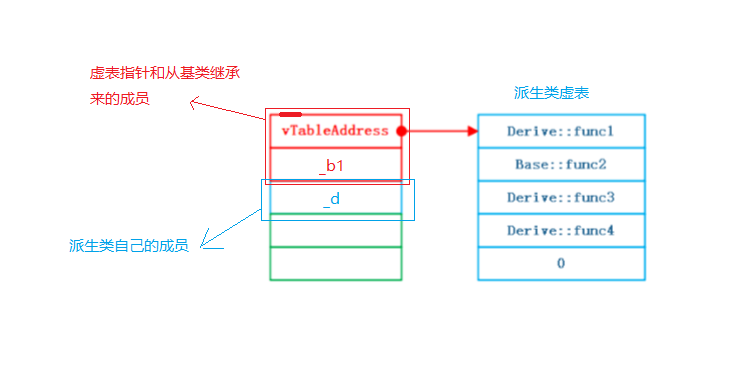 虚表指针和从基类继承
来的成员
派生类虚表
vTableAddress
Derive::func1
_b1
Base::func2
_d
Derive::func3
派生类自己的成员
Derive::func4
0